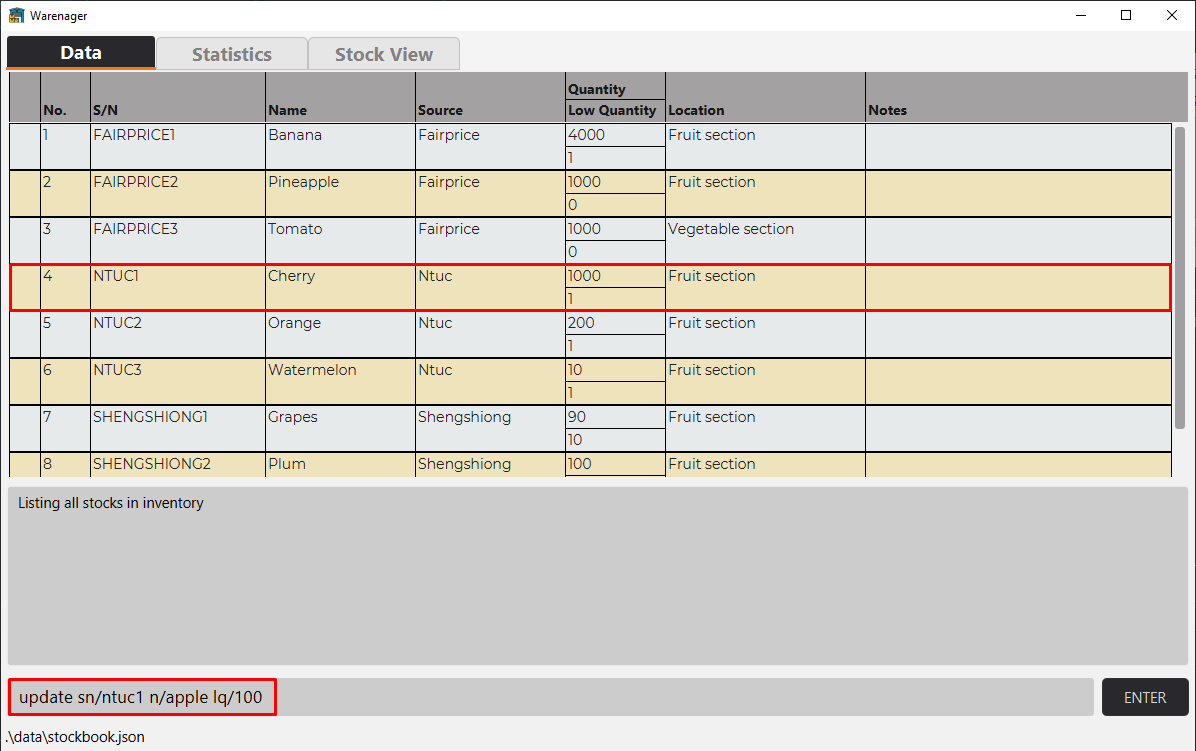 Warenager
Data Statistics Stock View
Quantity
No. S/N Name Source Low Quantity Location Notes
1 FAIRPRICE1 Banana Fairprice 4000 Fruit section
1
2 FAIRPRICE2 Pineapple Fairprice 1000 Fruit section
0
3 FAIRPRICE3 Tomato Fairprice 1000 Vegetable section
0
4 NTUC1 Cherry Ntuc 1000 Fruit section
1
5 NTUC2 Orange Ntuc 200 Fruit section
1
6 NTUC3 Watermelon Ntuc 10 Fruit section
1
7 SHENGSHIONG1 Grapes Shengshiong 90 Fruit section
10
8 SHENGSHIONG2 Plum Shengshiong 100 Fruit section
Listing all stocks in inventory
update sn/ntuc1 n/apple lq/100 ENTER
.\data\stockbook.json